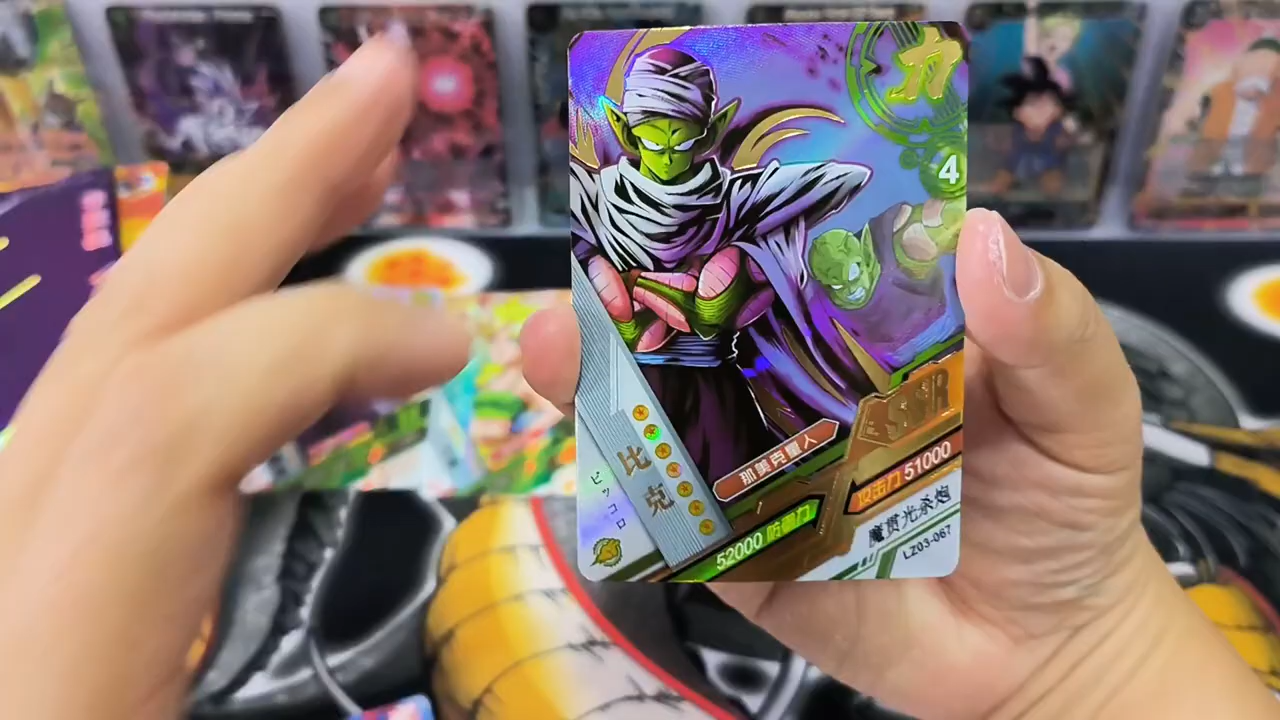 力
4
SSR
比克
ピッコロ
那美克星人
攻击力 51000
52000 防御力
魔贯光杀炮
LZ03-067